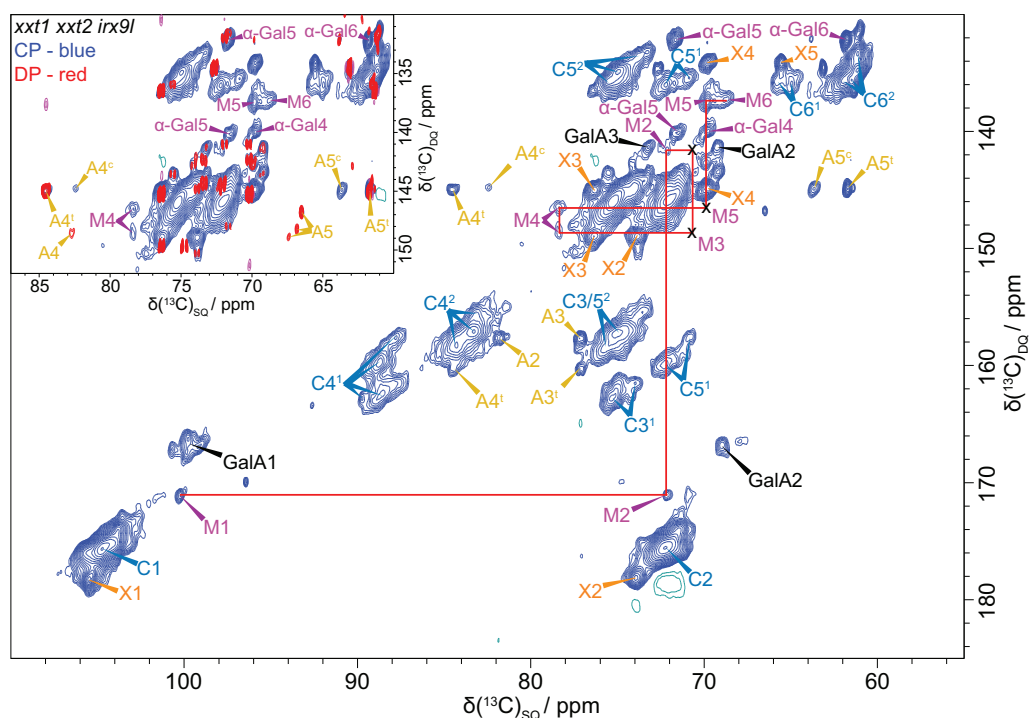 xxt1 xxt2 irx9l
CP - blue
DP - red
α-Gal5
α-Gal6
M5
M6
α-Gal5
α-Gal4
A4ᶜ
A5ᶜ
A4ᵗ
M4
A4
A5
A5ᵗ
135
140
145
150
δ(¹³C)DQ / ppm
85
80
75
70
65
δ(¹³C)SQ / ppm
α-Gal5
α-Gal6
X4
X5
C5¹
C5²
M5
M6
C6¹
C6²
α-Gal5
M2
α-Gal4
GalA3
GalA2
A4ᶜ
X3
A5ᶜ
A5ᵗ
A4ᵗ
X4
M4
x
x
M5
x
M3
X3
X2
C4²
C3/5²
A3
A2
C4¹
A4ᵗ
A3ᵗ
C5¹
C3¹
GalA1
GalA2
M1
M2
C1
X1
X2
C2
140
150
160
170
180
δ(¹³C)DQ / ppm
100
90
80
70
60
δ(¹³C)SQ / ppm